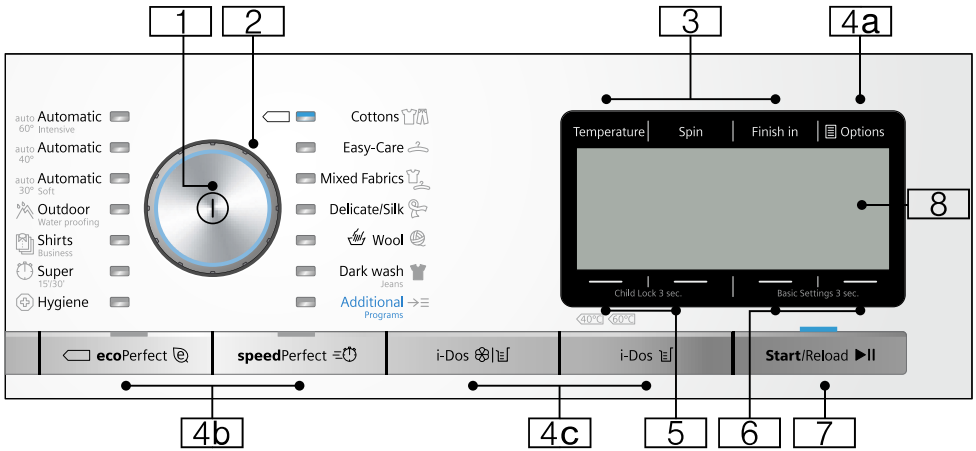 1 2 3 4a
auto 60° Automatic Intensive
auto 40° Automatic
auto 30° Automatic Soft
Outdoor Water proofing
Shirts Business
Super 15'/30'
Hygiene
Cottons
Easy-Care
Mixed Fabrics
Delicate/Silk
Wool
Dark wash Jeans
Additional Programs
Temperature Spin Finish in Options
8
Child Lock 3 sec. Basic Settings 3 sec.
40°C 60°C
ecoPerfect e speedPerfect i-Dos i-Dos Start/Reload
4b 4c 5 6 7